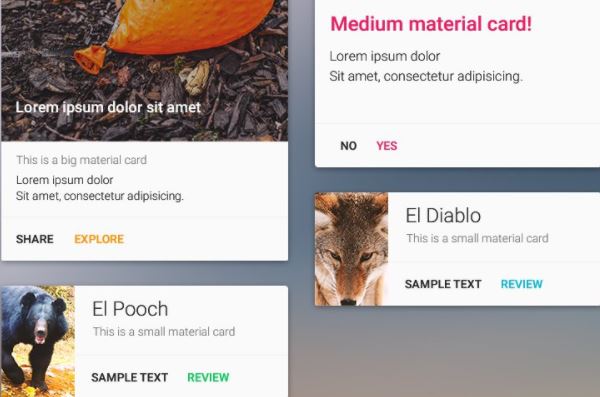 Lorem ipsum dolor sit amet
This is a big material card
Lorem ipsum dolor
Sit amet, consectetur adipisicing.
SHARE EXPLORE
El Pooch
This is a small material card
SAMPLE TEXT REVIEW
Medium material card!
Lorem ipsum dolor
Sit amet, consectetur adipisicing.
NO YES
El Diablo
This is a small material card
SAMPLE TEXT REVIEW